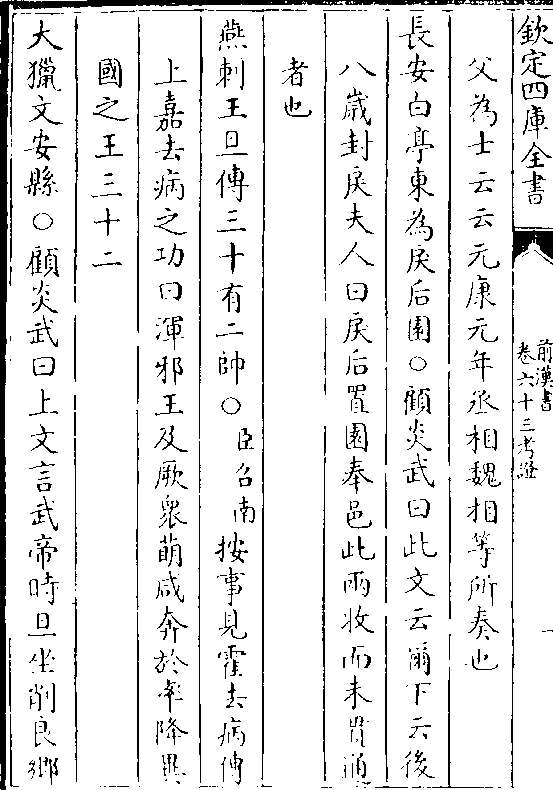 欽定四庫全書
前漢書
卷六十三考證
一
父為士云云元康元年丞相魏相等所奏也
長安白亭東為戾后園○顧炎武曰此文云爾下云後
八歲封戾夫人曰戾后置園奉邑此兩收而未貫通
者也
燕刺王旦傳三十有二帥○臣召南按事見霍去病傳
上嘉去病之功曰渾邪王及厥衆萌咸奔於率降異
國之王三十二
大獵文安縣○顧炎武曰上文言武帝時旦坐削良鄉